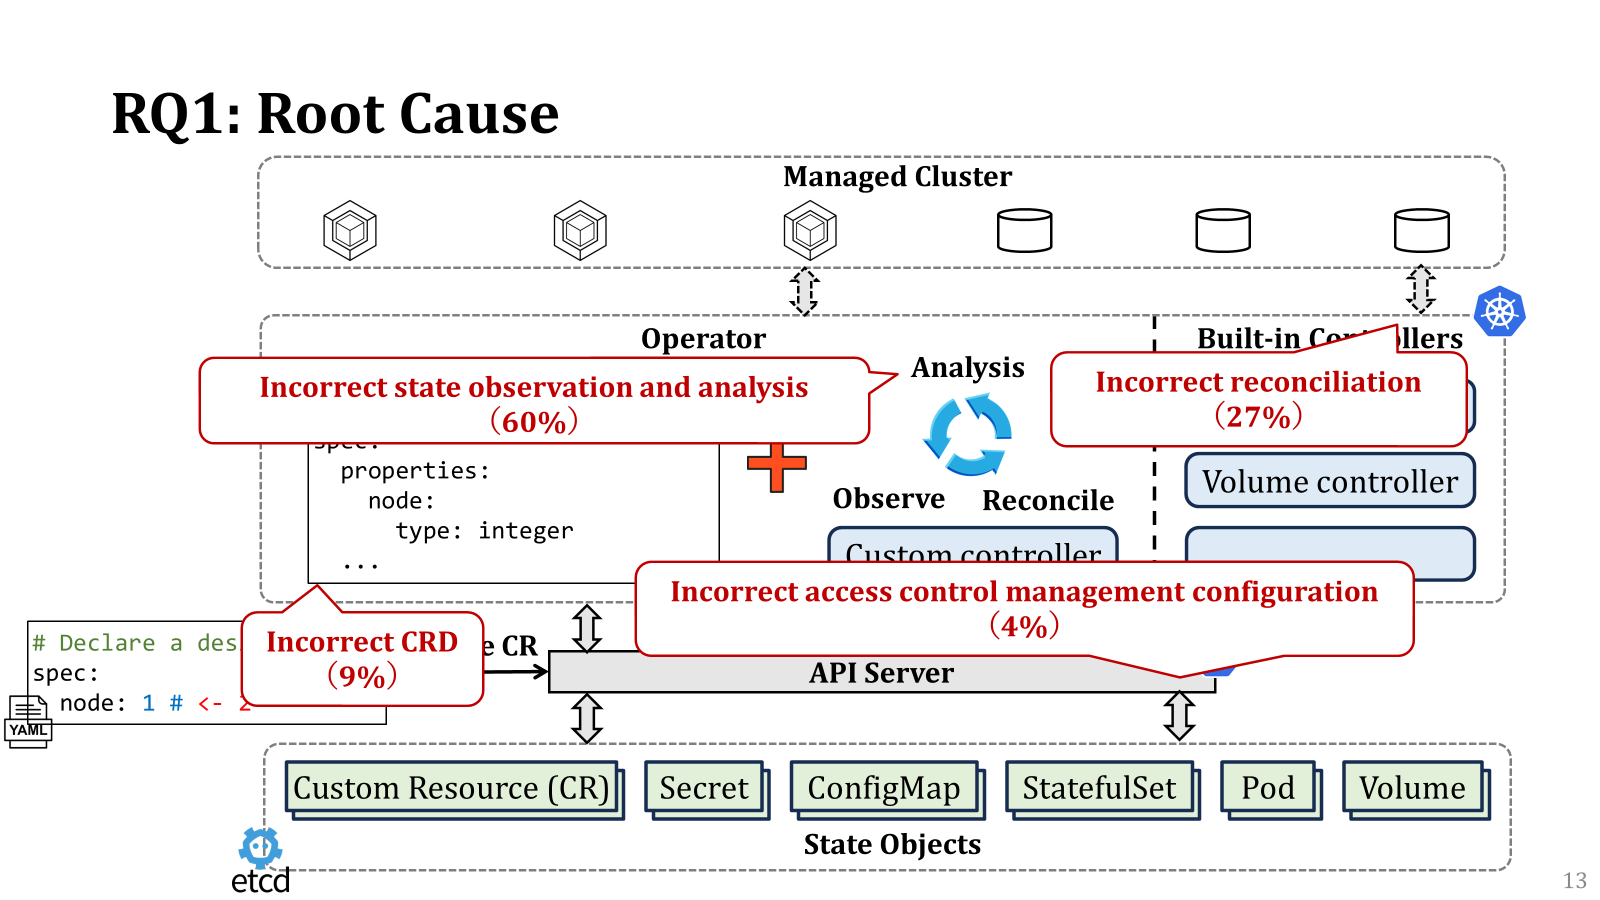 RQ1: Root Cause
Managed Cluster
Operator
Built-in Controllers
Incorrect state observation and analysis
（60%）
Analysis
Incorrect reconciliation
（27%）
spec:
properties:
node:
type: integer
...
Observe
Reconcile
Volume controller
Custom controller
Incorrect access control management configuration
（4%）
# Declare a des
spec:
node: 1 # <- 2
YAML
Incorrect CRD
（9%）
CR
API Server
Custom Resource (CR)
Secret
ConfigMap
StatefulSet
Pod
Volume
State Objects
etcd
13